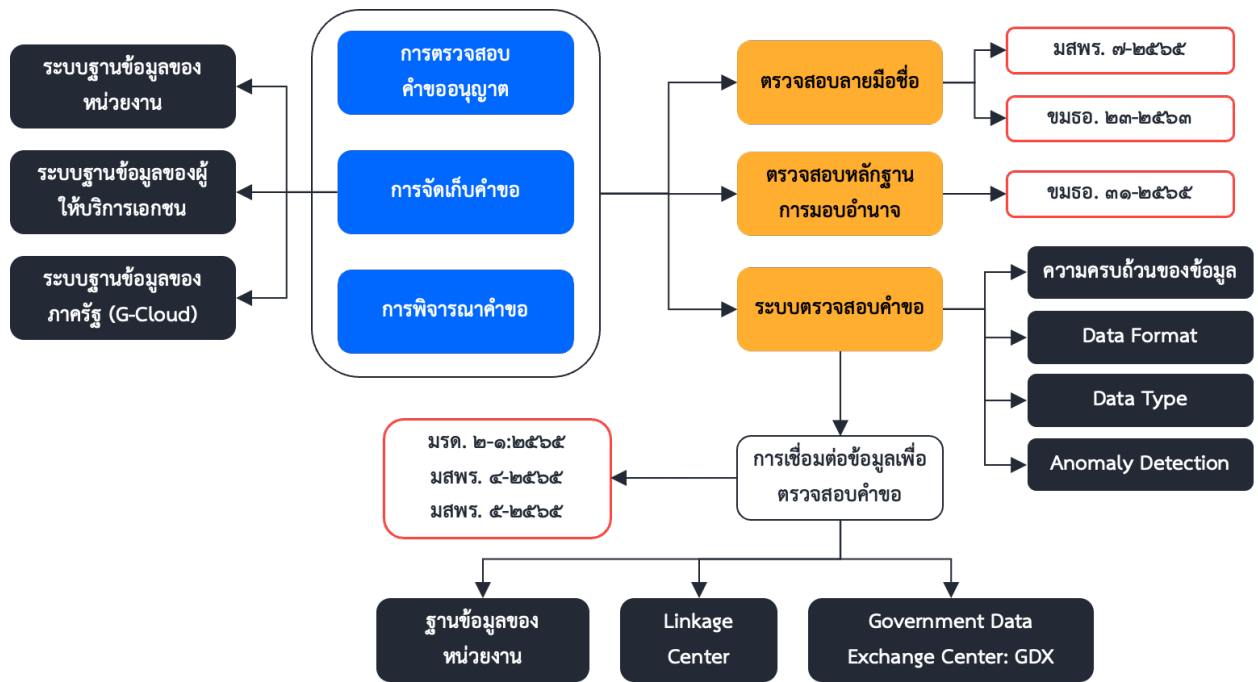 ระบบฐานข้อมูลของ
หน่วยงาน
ระบบฐานข้อมูลของผู้
ให้บริการเอกชน
ระบบฐานข้อมูลของ
ภาครัฐ (G-Cloud)
การตรวจสอบ
คำขออนุญาต
การจัดเก็บคำขอ
การพิจารณาคำขอ
ตรวจสอบลายมือชื่อ
มสพร. ๗-๒๕๖๕
ขมธอ. ๒๓-๒๕๖๓
ตรวจสอบหลักฐาน
การมอบอำนาจ
ขมธอ. ๓๑-๒๕๖๕
ระบบตรวจสอบคำขอ
ความครบถ้วนของข้อมูล
Data Format
Data Type
Anomaly Detection
การเชื่อมต่อข้อมูลเพื่อ
ตรวจสอบคำขอ
มรด. ๒-๑:๒๕๖๕
มสพร. ๔-๒๕๖๕
มสพร. ๕-๒๕๖๕
ฐานข้อมูลของ
หน่วยงาน
Linkage
Center
Government Data
Exchange Center: GDX